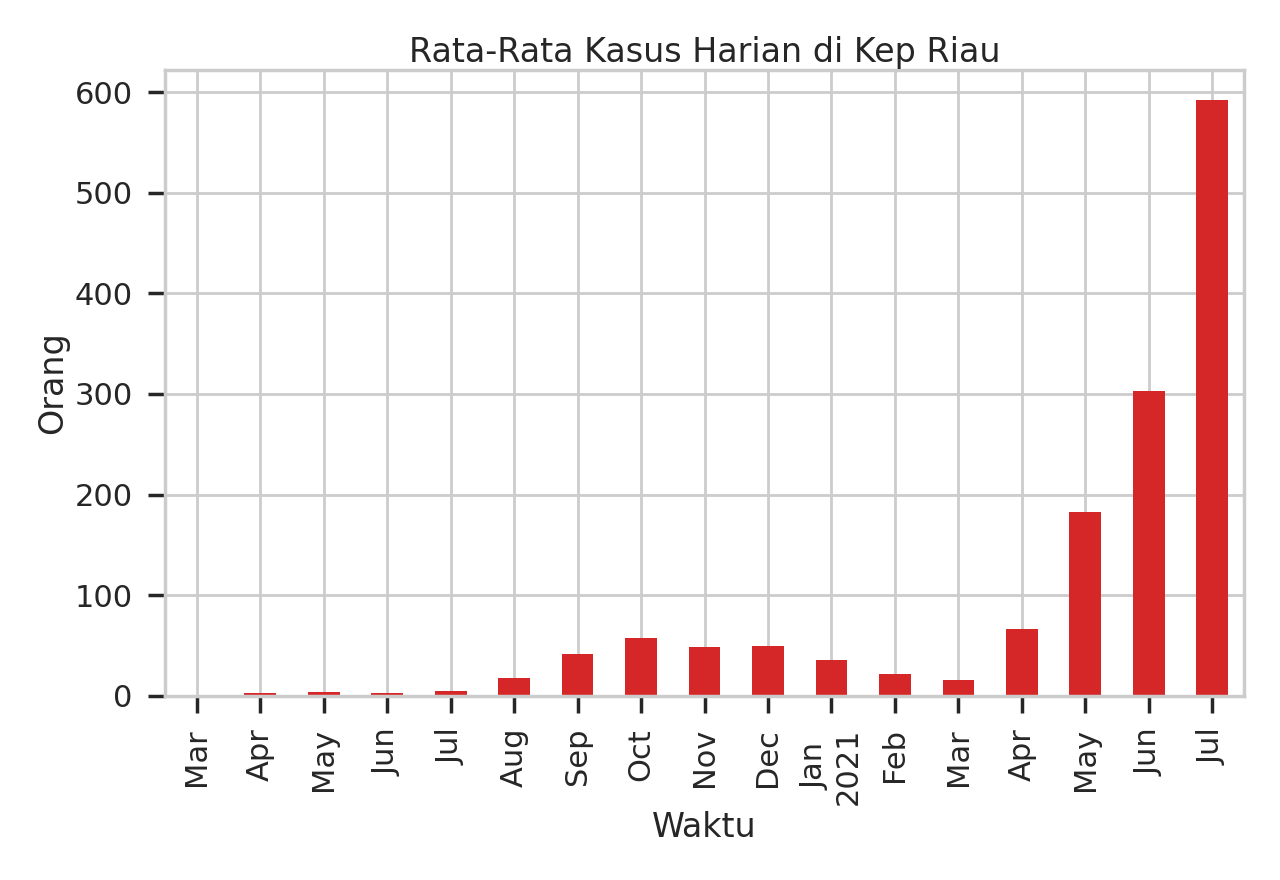 Rata-Rata Kasus Harian di Kep Riau
600
500
400
300
200
100
0
Orang
Mar
Apr
May
Jun
Jul
Aug
Sep
Oct
Nov
Dec
Jan
2021
Feb
Mar
Apr
May
Jun
Jul
Waktu